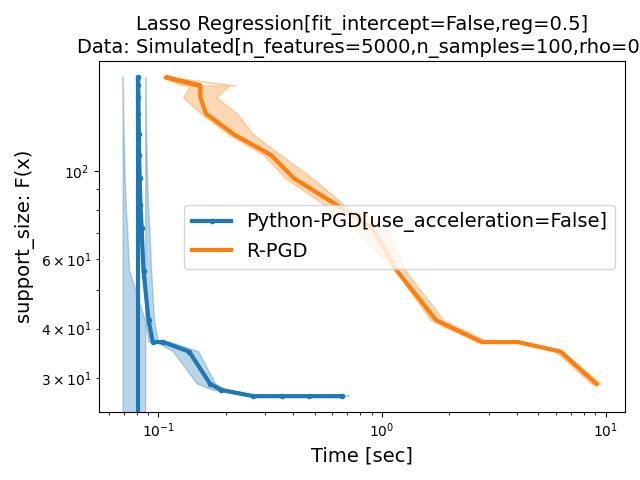 Lasso Regression[fit_intercept=False,reg=0.5]
Data: Simulated[n_features=5000,n_samples=100,rho=0
support_size: F(x)
10²
6 × 10¹
4 × 10¹
3 × 10¹
Python-PGD[use_acceleration=False]
R-PGD
10⁻¹
10⁰
10¹
Time [sec]